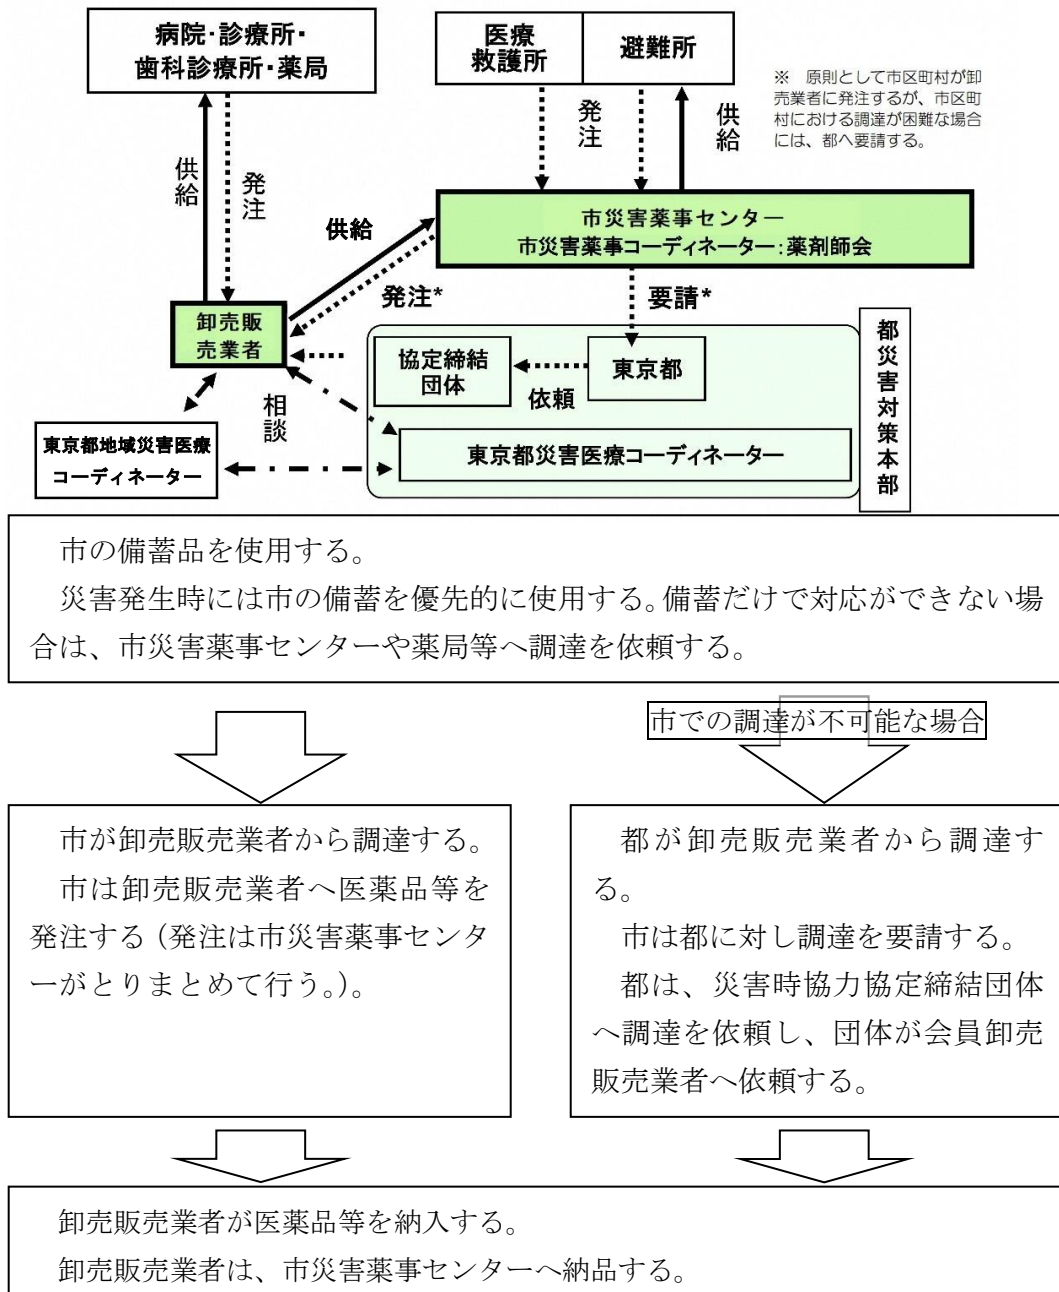 病院・診療所・
歯科診療所・薬局
医療
救護所
避難所
※　原則として市区町村が卸
売業者に発注するが、市区町
村における調達が困難な場合
には、都へ要請する。
供給
発注
発注
供給
供給
発注*
市災害薬事センター
市災害薬事コーディネーター：薬剤師会
要請*
卸売販
売業者
協定締結
団体
依頼
東京都
都災害対策本部
相談
東京都地域災害医療
コーディネーター
東京都災害医療コーディネーター
市の備蓄品を使用する。
災害発生時には市の備蓄を優先的に使用する。備蓄だけで対応ができない場
合は、市災害薬事センターや薬局等へ調達を依頼する。
市での調達が不可能な場合
市が卸売販売業者から調達する。
市は卸売販売業者へ医薬品等を
発注する（発注は市災害薬事センタ
ーがとりまとめて行う。）。
都が卸売販売業者から調達す
る。
市は都に対し調達を要請する。
都は、災害時協力協定締結団体
へ調達を依頼し、団体が会員卸売
販売業者へ依頼する。
卸売販売業者が医薬品等を納入する。
卸売販売業者は、市災害薬事センターへ納品する。